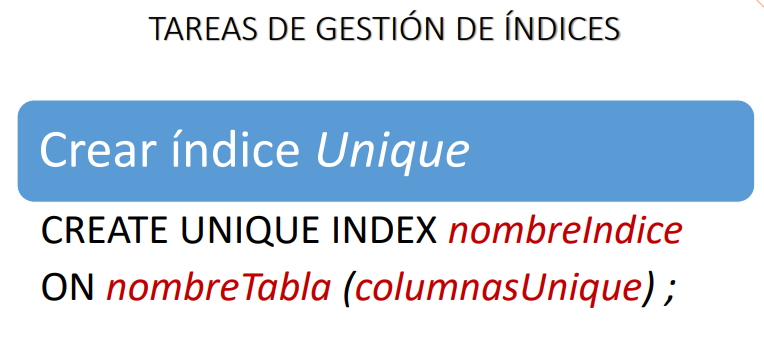 TAREAS DE GESTIÓN DE ÍNDICES
Crear índice Unique
CREATE UNIQUE INDEX nombreIndice
ON nombreTabla (columnasUnique) ;